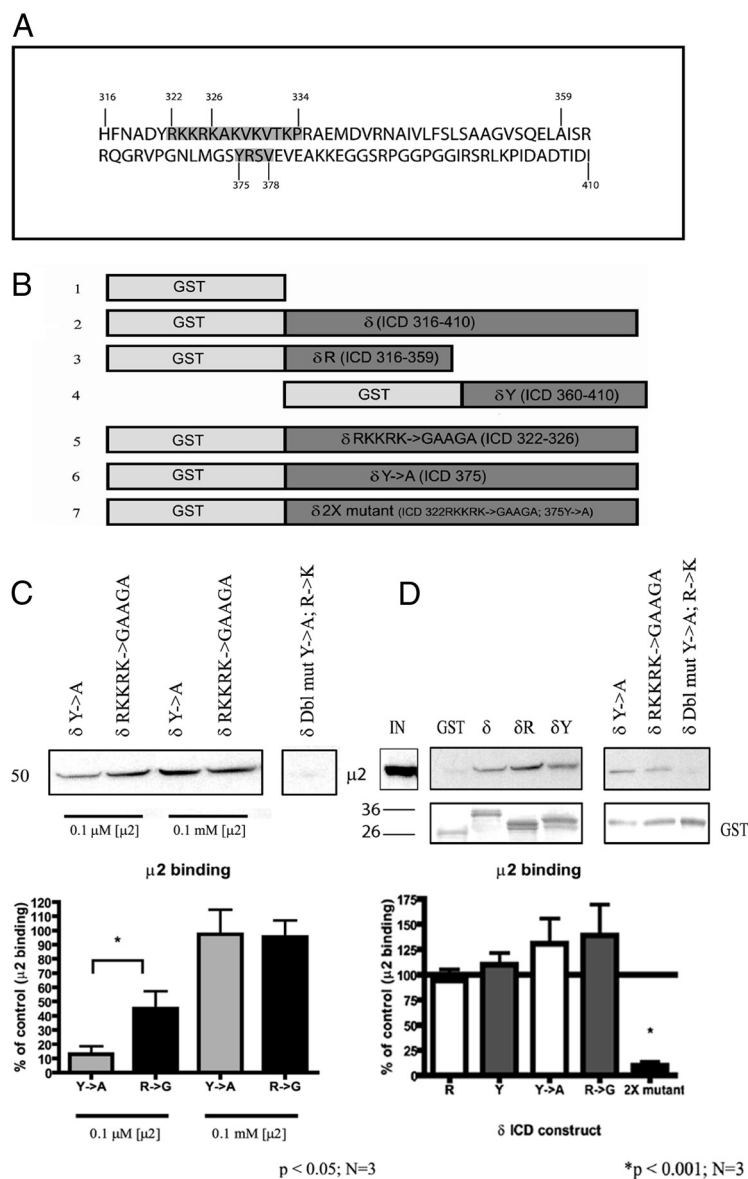 A
316 322 326 334 359
HFNADYRKKRKAKVKVTKPRAEMDVRNAIVLFSLSAAGVSQELAISR
RQGRVPGNLMGSYRSVEVEAKKEGGSRPGGPGGIRSRLKPIDADTIDI
375 378 410
B
1 GST
2 GST δ (ICD 316-410)
3 GST δ R (ICD 316-359)
4 GST δ Y (ICD 360-410)
5 GST δ RKKRK->GAAGA (ICD 322-326)
6 GST δ Y->A (ICD 375)
7 GST δ 2X mutant (ICD 322RKKRK->GAAGA; 375Y->A)
C
δ Y->A
δ RKKRK->GAAGA
δ Y->A
δ RKKRK->GAAGA
δ Dbl mut Y->A; R->K
50
0.1 µM [µ2] 0.1 mM [µ2]
µ2 binding
% of control (µ2 binding)
120
110
100
90
80
70
60
50
40
30
20
10
*
Y->A R->G Y->A R->G
0.1 µM [µ2] 0.1 mM [µ2]
p < 0.05; N=3
D
IN GST δ δR δY
δ Y->A
δ RKKRK->GAAGA
δ Dbl mut Y->A; R->K
µ2
36
26
GST
µ2 binding
% of control (µ2 binding)
175
150
125
100
75
50
25
0
*
R Y Y->A R->G 2X mutant
δ ICD construct
*p < 0.001; N=3